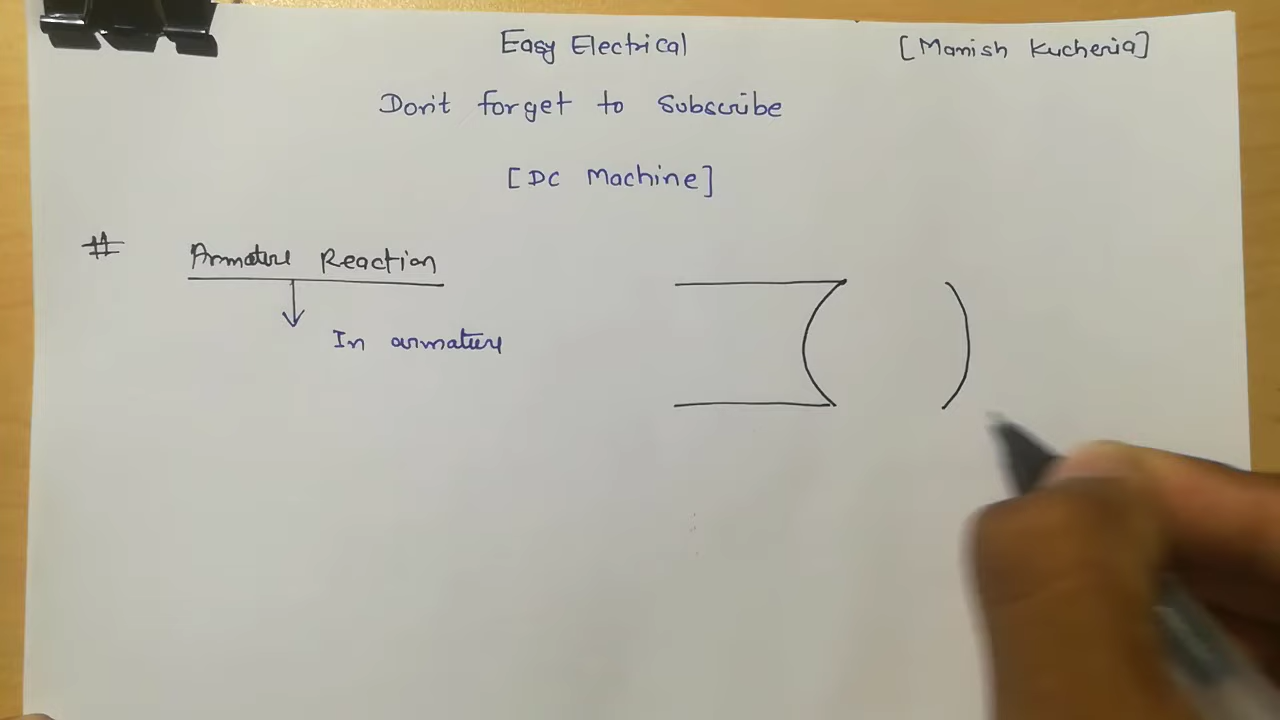 Easy Electrical [Manish Kucheria]
Don't forget to Subscribe
[DC Machine]
# Armature Reaction
In armature